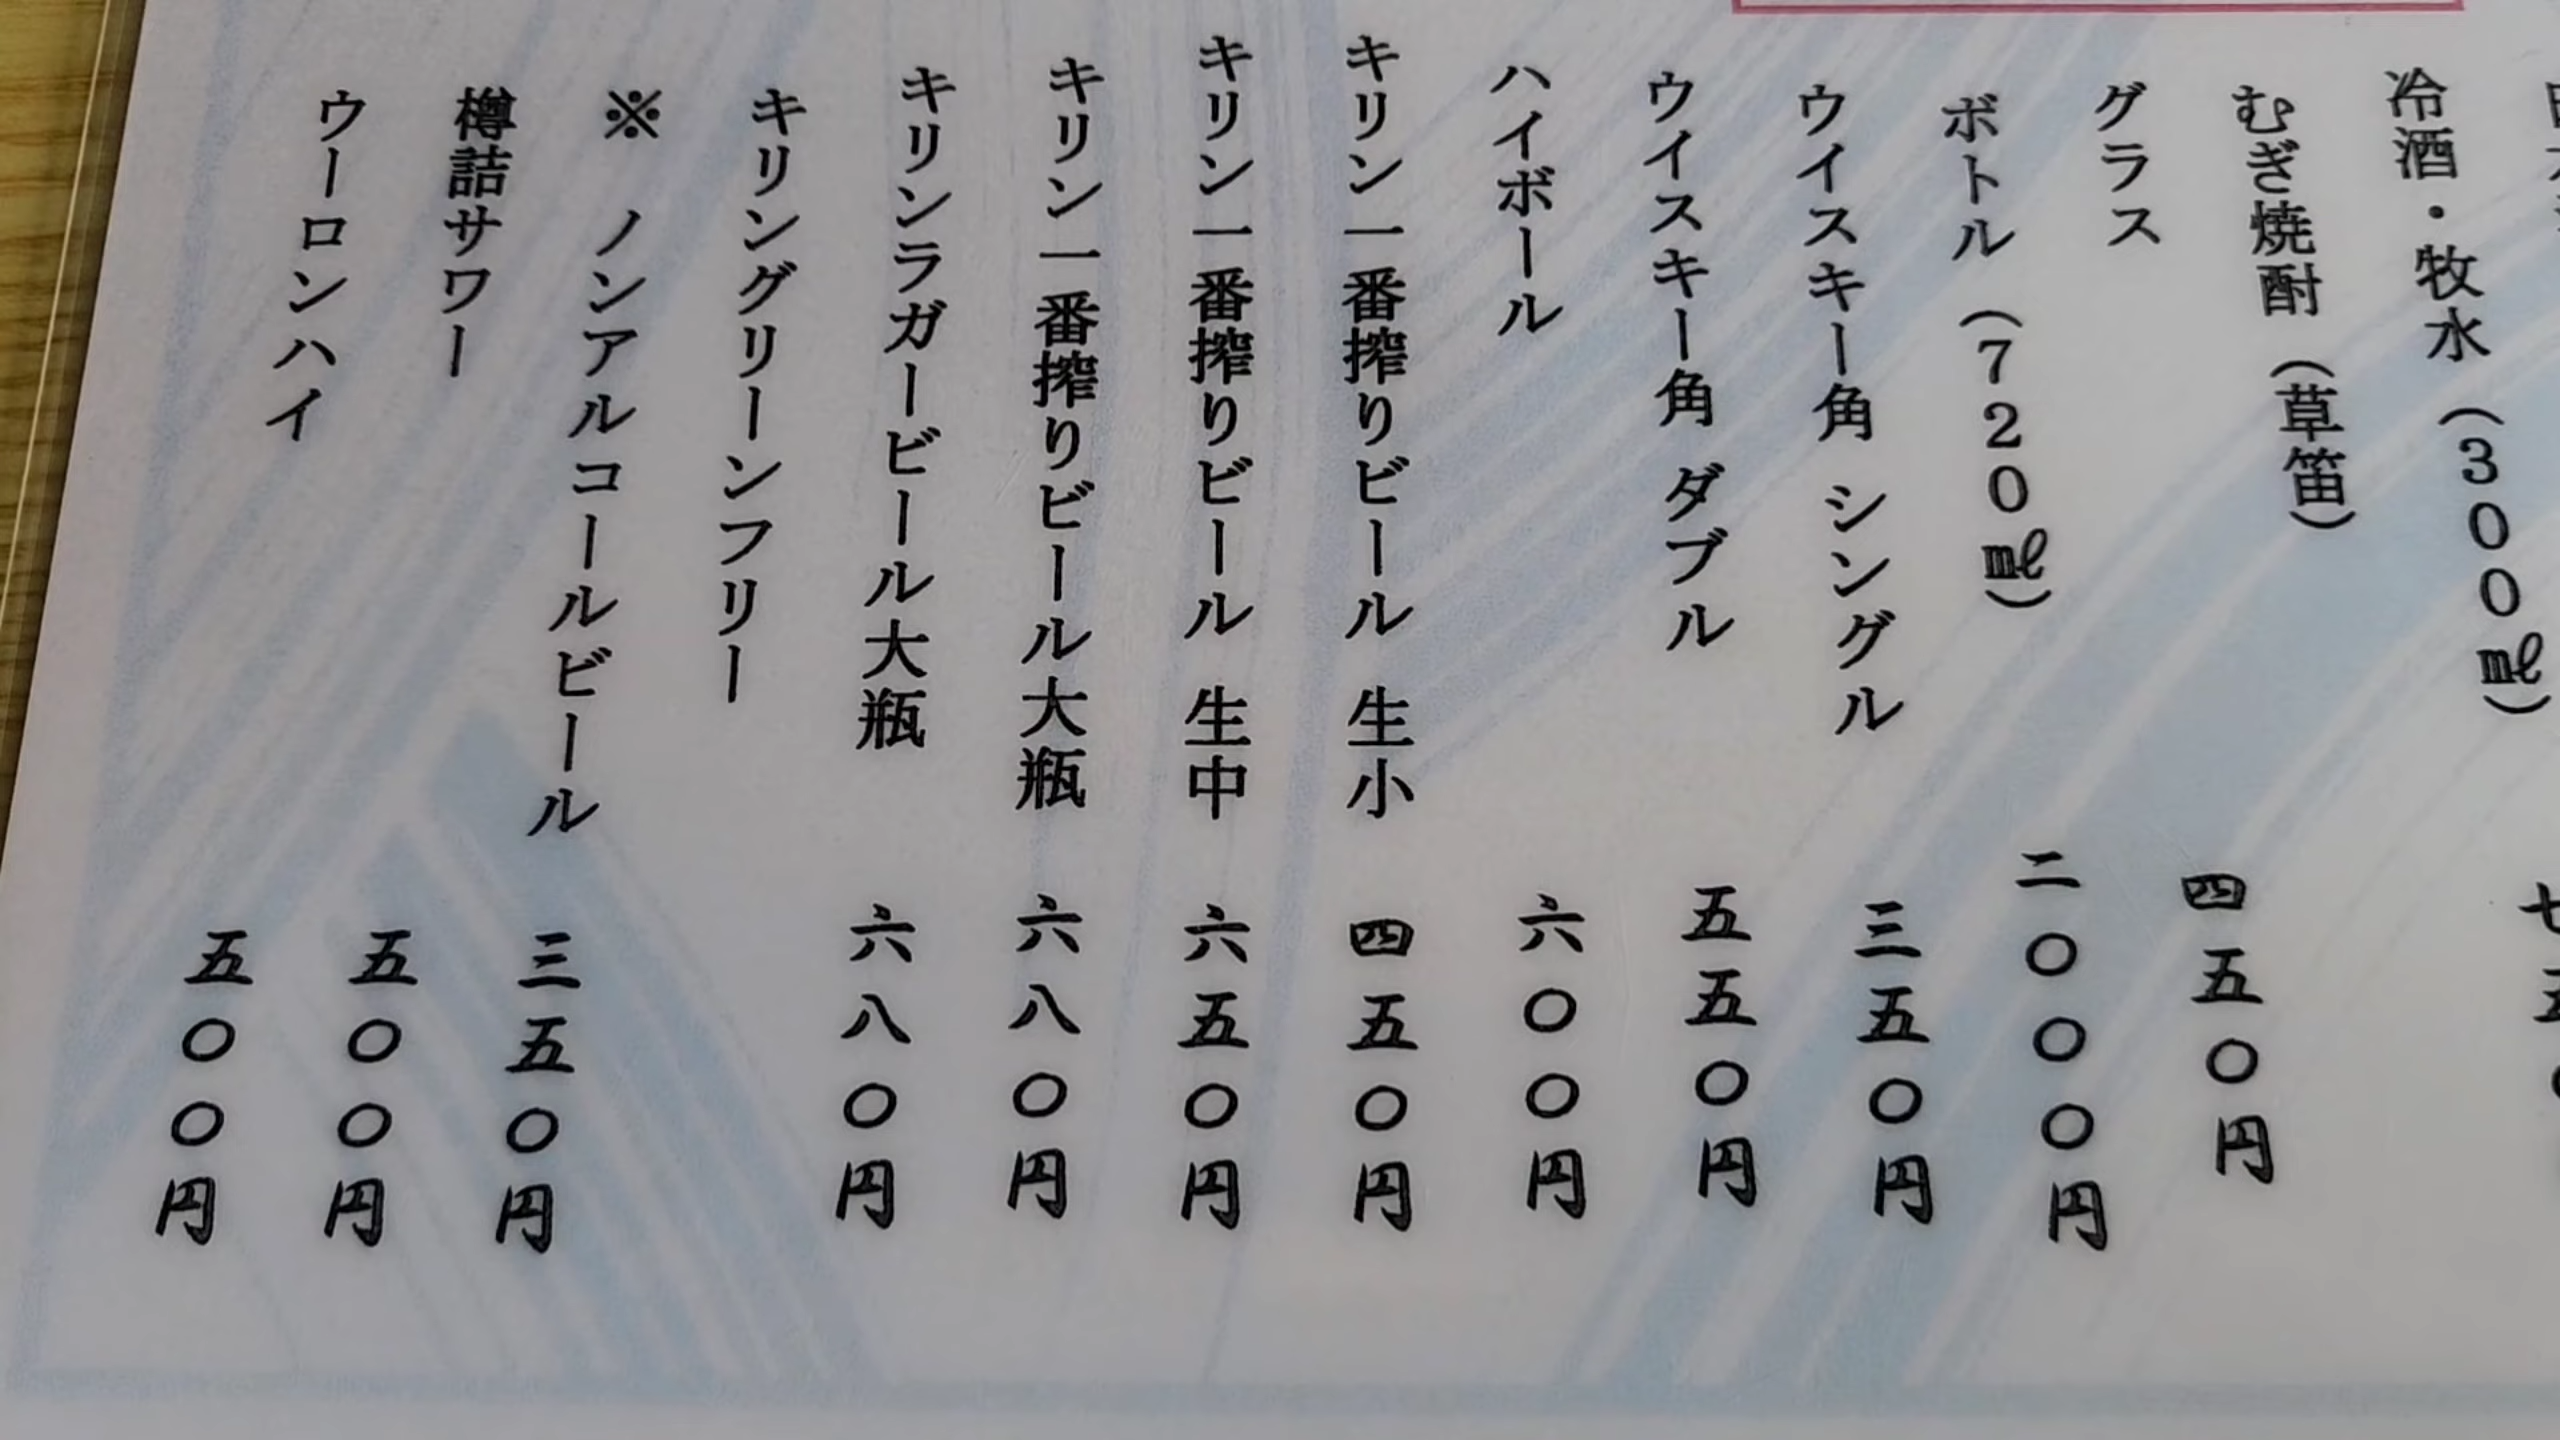 冷酒・牧水（300㎖）
むぎ焼酎（草笛）
グラス 四五〇円
ボトル（720㎖） 二〇〇〇円
ウイスキー角 シングル 三五〇円
ウイスキー角 ダブル 五五〇円
ハイボール 六〇〇円
キリン一番搾りビール 生小 四五〇円
キリン一番搾りビール 生中 六五〇円
キリン一番搾りビール大瓶 六八〇円
キリンラガービール大瓶 六八〇円
キリングリーンフリー
※ ノンアルコールビール 三五〇円
樽詰サワー 五〇〇円
ウーロンハイ 五〇〇円